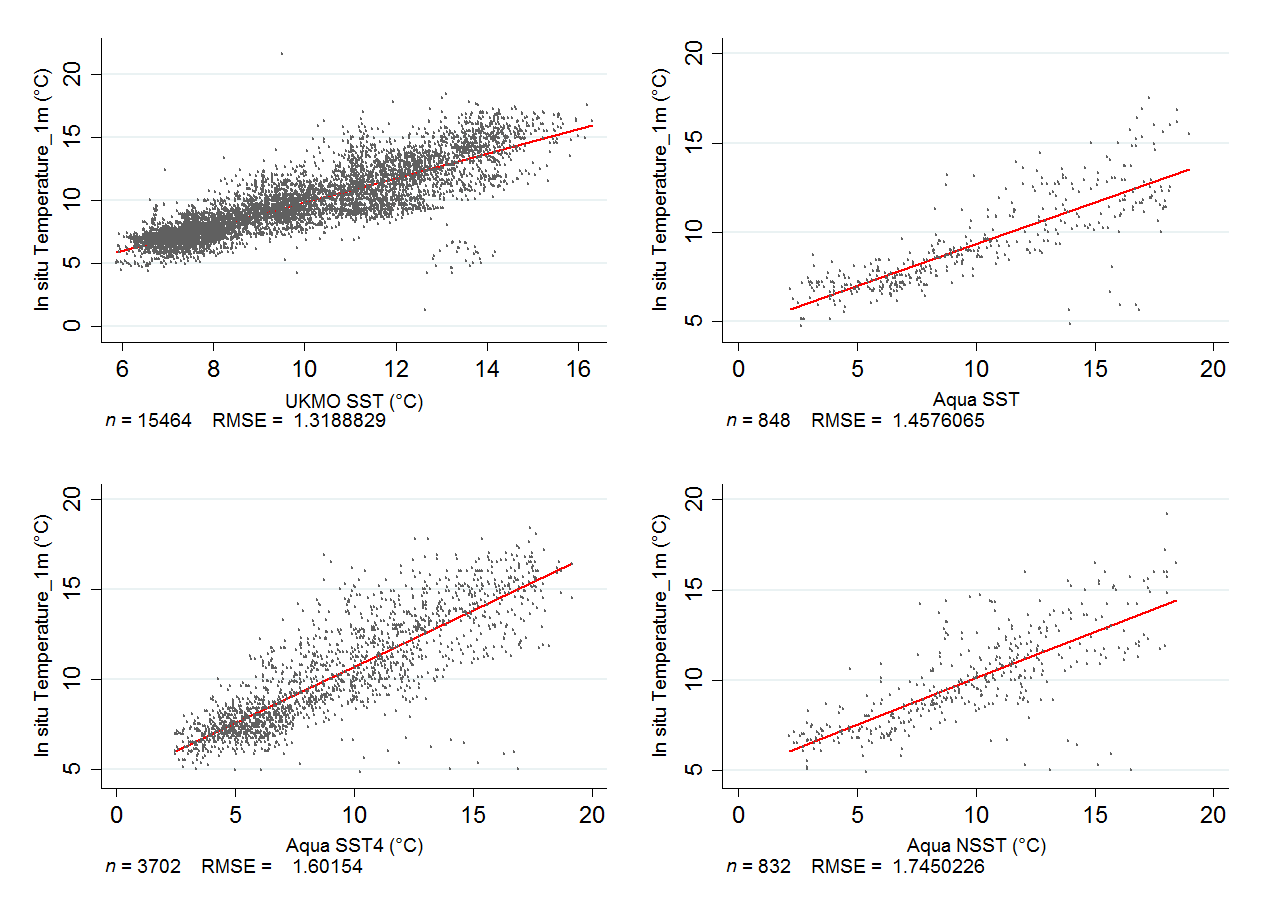 In situ Temperature_1m (°C)
20
15
10
5
0
6 8 10 12 14 16
UKMO SST (°C)
n = 15464 RMSE = 1.3188829
In situ Temperature_1m (°C)
20
15
10
5
0 5 10 15 20
Aqua SST
n = 848 RMSE = 1.4576065
In situ Temperature_1m (°C)
20
15
10
5
0 5 10 15 20
Aqua SST4 (°C)
n = 3702 RMSE = 1.60154
In situ Temperature_1m (°C)
20
15
10
5
0 5 10 15 20
Aqua NSST (°C)
n = 832 RMSE = 1.7450226